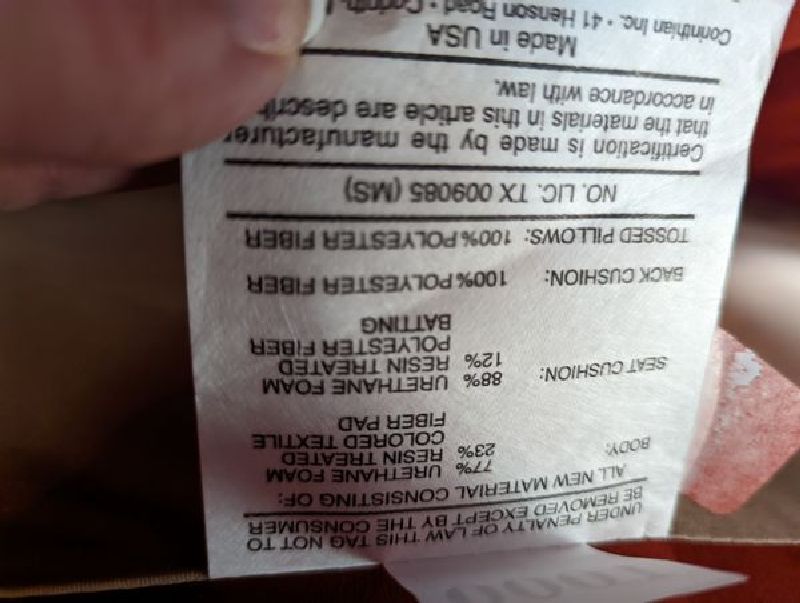 UNDER PENALTY OF LAW THIS TAG NOT TO
BE REMOVED EXCEPT BY THE CONSUMER
ALL NEW MATERIAL CONSISTING OF:
BODY: 77% URETHANE FOAM
23% RESIN TREATED
COLORED TEXTILE
FIBER PAD
SEAT CUSHION: 88% URETHANE FOAM
12% RESIN TREATED
POLYESTER FIBER
BATTING
BACK CUSHION: 100% POLYESTER FIBER
TOSSED PILLOWS: 100% POLYESTER FIBER
NO. LIC. TX 009085 (MS)
Certification is made by the manufacturer
that the materials in this article are describ
in accordance with law.
Made in USA
Corinthian Inc. • 41 Henson Road • Corinth